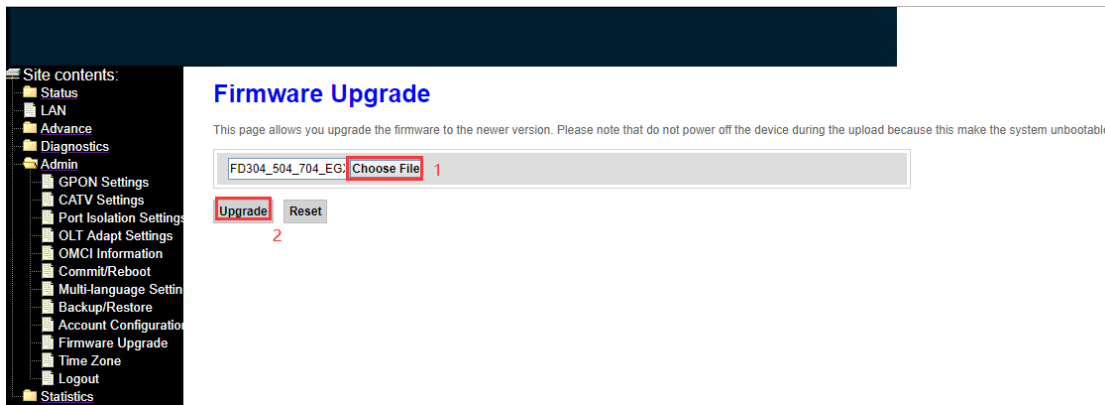 Site contents:
Status
LAN
Advance
Diagnostics
Admin
GPON Settings
CATV Settings
Port Isolation Settings
OLT Adapt Settings
OMCI Information
Commit/Reboot
Multi-language Settin
Backup/Restore
Account Configuration
Firmware Upgrade
Time Zone
Logout
Statistics
Firmware Upgrade
This page allows you upgrade the firmware to the newer version. Please note that do not power off the device during the upload because this make the system unbootable
FD304_504_704_EG Choose File 1
Upgrade Reset
2